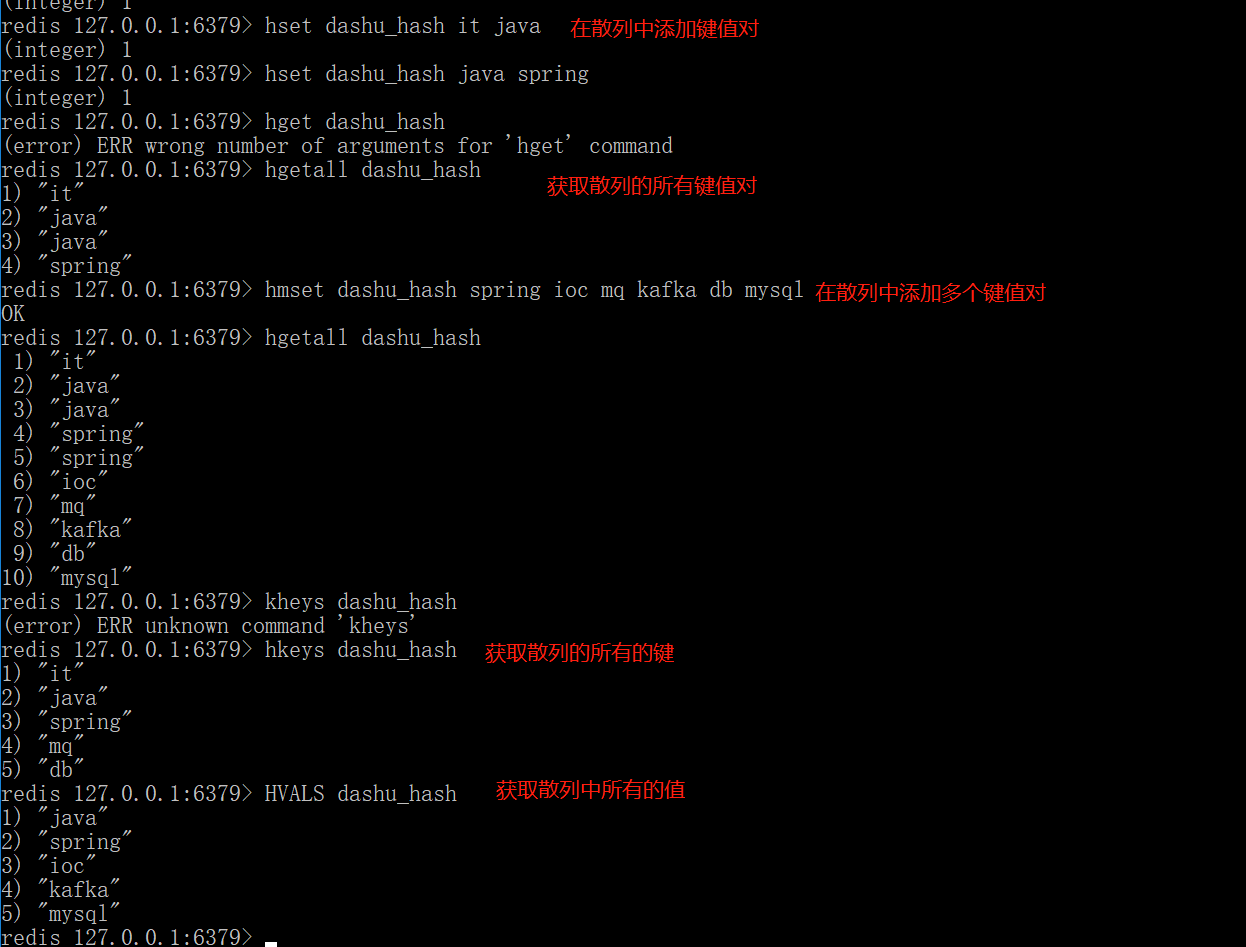 (integer) 1
redis 127.0.0.1:6379> hset dashu_hash it java 在散列中添加键值对
(integer) 1
redis 127.0.0.1:6379> hset dashu_hash java spring
(integer) 1
redis 127.0.0.1:6379> hget dashu_hash
(error) ERR wrong number of arguments for 'hget' command
redis 127.0.0.1:6379> hgetall dashu_hash
获取散列的所有键值对
1) "it"
2) "java"
3) "java"
4) "spring"
redis 127.0.0.1:6379> hmset dashu_hash spring ioc mq kafka db mysql 在散列中添加多个键值对
OK
redis 127.0.0.1:6379> hgetall dashu_hash
1) "it"
2) "java"
3) "java"
4) "spring"
5) "spring"
6) "ioc"
7) "mq"
8) "kafka"
9) "db"
10) "mysql"
redis 127.0.0.1:6379> kheys dashu_hash
(error) ERR unknown command 'kheys'
redis 127.0.0.1:6379> hkeys dashu_hash 获取散列的所有的键
1) "it"
2) "java"
3) "spring"
4) "mq"
5) "db"
redis 127.0.0.1:6379> HVALS dashu_hash 获取散列中所有的值
1) "java"
2) "spring"
3) "ioc"
4) "kafka"
5) "mysql"
redis 127.0.0.1:6379>